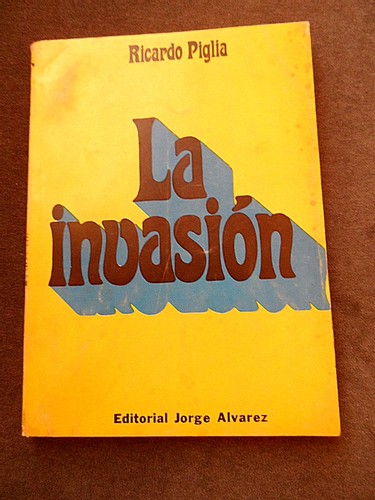 Ricardo Piglia
La
invasión
Editorial Jorge Alvarez